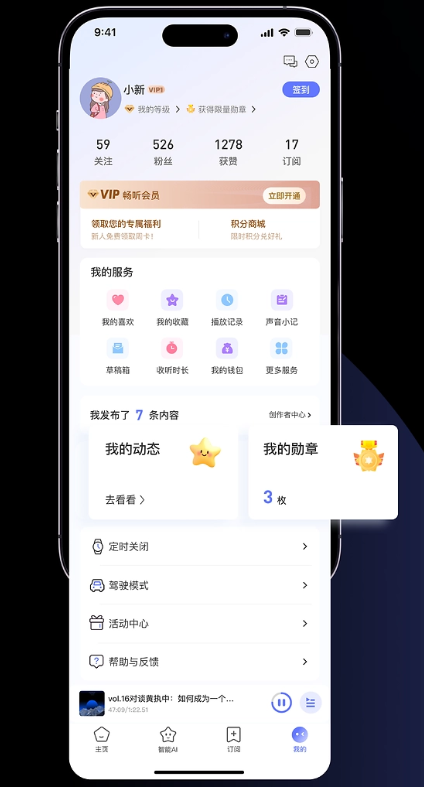 9:41
小新 VIP3
签到
我的等级 获得限量勋章
59 526 1278 17
关注 粉丝 获赞 订阅
VIP 畅听会员 立即开通
领取您的专属福利 积分商城
新人免费领取周卡! 限时积分兑好礼
我的服务
我的喜欢 我的收藏 播放记录 声音小记
草稿箱 收听时长 我的钱包 更多服务
我发布了 7 条内容 创作者中心
我的动态 我的勋章
去看看 3 枚
定时关闭
驾驶模式
活动中心
帮助与反馈
vol.16对谈黄执中：如何成为一个...
47:09/1:22.51
主页 智能AI 订阅 我的